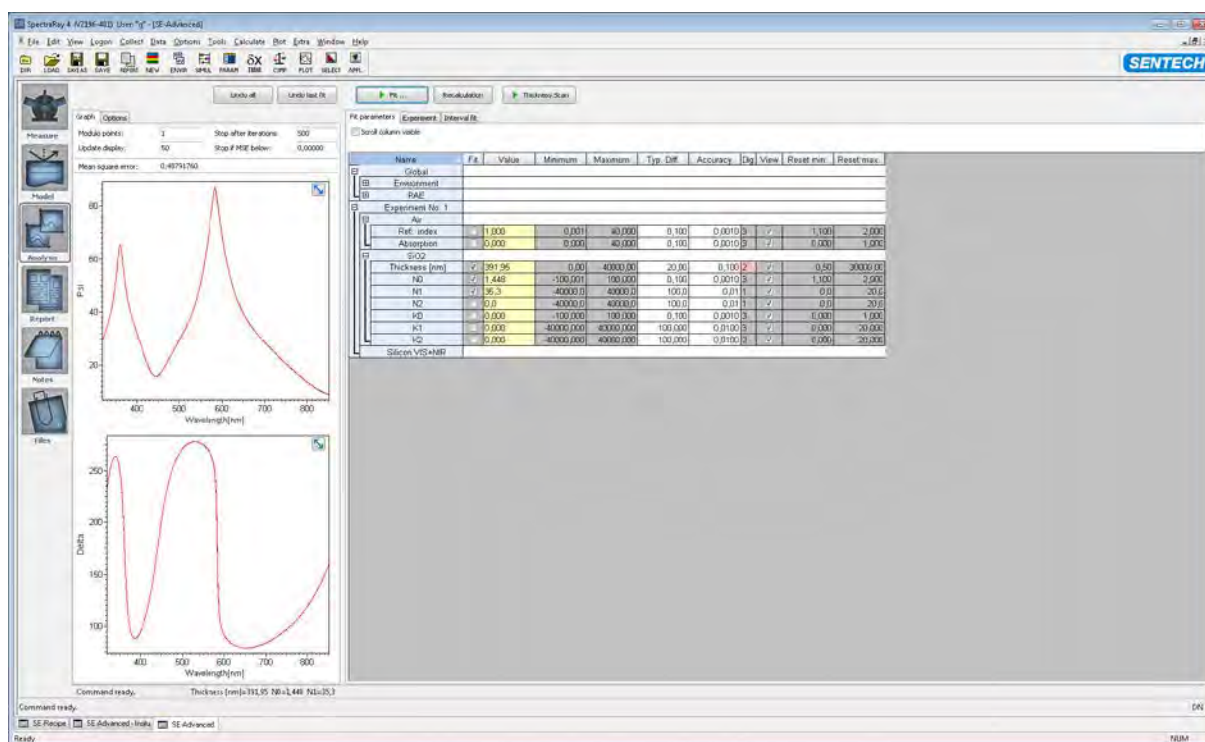 SpectraRay 4 User "g" - [SE-Advanced]
File Edit View Logon Collect Data Options Tools Calculate Plot Extra Window Help
DIR LOAD SAVE AS SAVE REPORT NEW ENVIR SIMUL PARAM COMP PLOT SELECT APPL.
SENTECH
Undo all Undo last fit Fit ... Recalculation Thickness Scan
Measure
Model
Analysis
Report
Notes
Files
Graph Options
Modulo points: 1 Stop after iterations: 500
Update display: 50 Stop if MSE below: 0,00000
Mean square error: 0,48791760
Fit parameters Experiment Interval fit
Scroll column visible
Name Fit Value Minimum Maximum Typ. Diff. Accuracy Dig View Reset min Reset max
Global
Environment
RAE
Experiment No. 1
Air
Ref. index 1,000 0,001 40,000 0,100 0,0010 3 1,100 2,000
Absorption 0,000 0,000 40,000 0,100 0,0010 3 0,000 1,000
SiO2
Thickness [nm] 391,95 0,00 40000,00 20,00 0,100 2 0,50 30000,00
N0 1,448 -100,001 100,000 0,100 0,0010 3 1,100 2,000
N1 35,3 -40000,0 40000,0 100,0 0,01 1 0,0 20,0
N2 0,0 -40000,0 40000,0 100,0 0,01 1 0,0 20,0
K0 0,000 -100,000 100,000 0,100 0,0010 3 0,000 1,000
K1 0,000 -40000,000 40000,000 100,000 0,0100 3 0,000 20,000
K2 0,000 -40000,000 40000,000 100,000 0,0100 3 0,000 20,000
Silicon VIS+NIR
80
60
40
20
Psi
400 500 600 700 800
Wavelength[nm]
250
200
150
100
Delta
400 500 600 700 800
Wavelength[nm]
Command ready. Thickness [nm]=391,95 N0=1,448 N1=35,3
Command ready. DN
SE Recipe SE Advanced - Insitu SE Advanced
Ready NUM